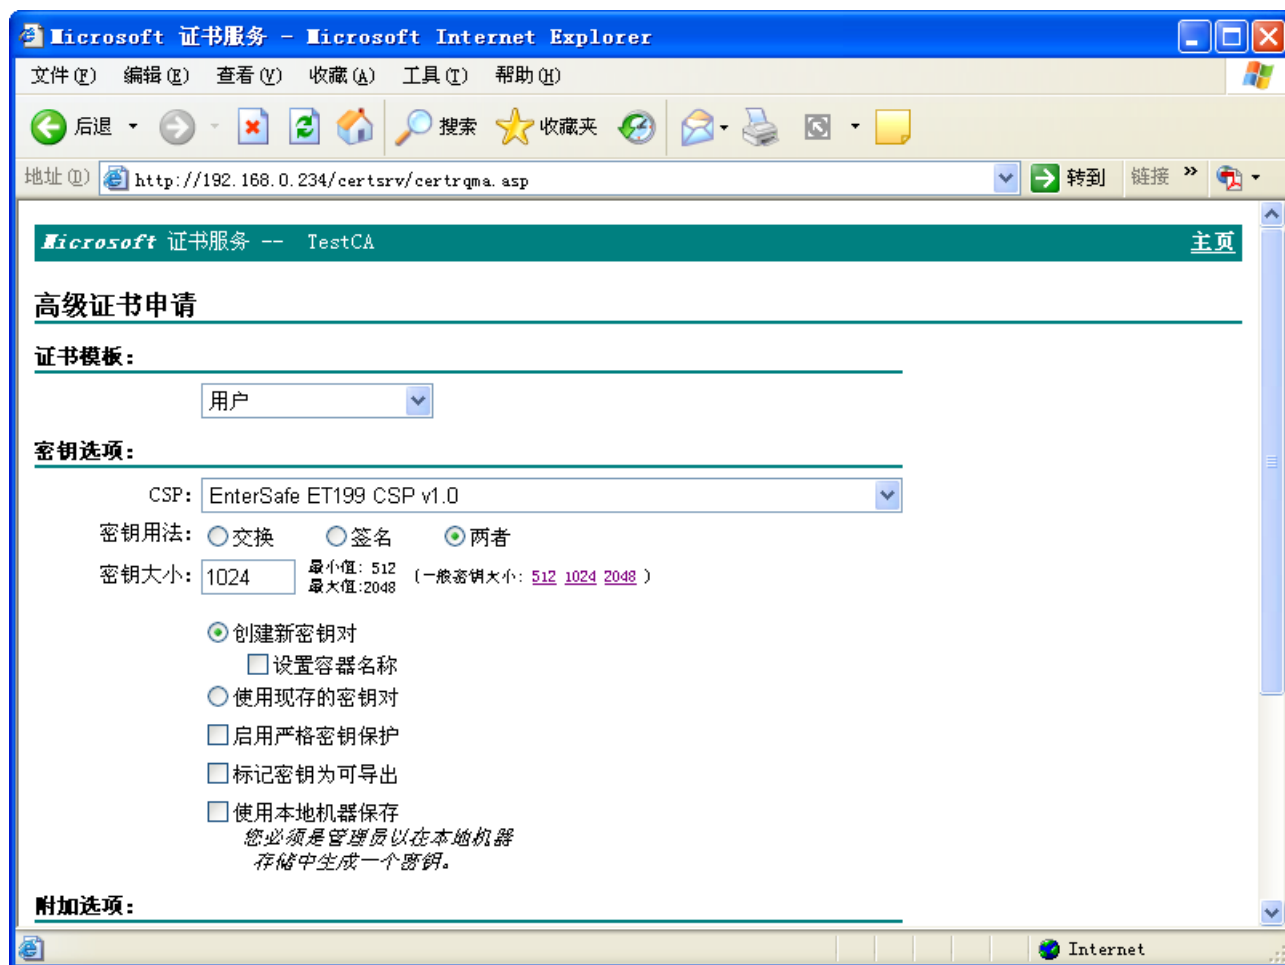 Microsoft 证书服务 - Microsoft Internet Explorer
文件(F) 编辑(E) 查看(V) 收藏(A) 工具(T) 帮助(H)
后退 搜索 收藏夹
地址(D) http://192.168.0.234/certsrv/certrqma.asp 转到 链接 »
Microsoft 证书服务 -- TestCA 主页
高级证书申请
证书模板:
用户
密钥选项:
CSP: EnterSafe ET199 CSP v1.0
密钥用法: 交换 签名 两者
密钥大小: 1024 最小值: 512 (一般密钥大小: 512 1024 2048 )
最大值:2048
创建新密钥对
设置容器名称
使用现存的密钥对
启用严格密钥保护
标记密钥为可导出
使用本地机器保存
您必须是管理员以在本地机器
存储中生成一个密钥。
附加选项:
Internet